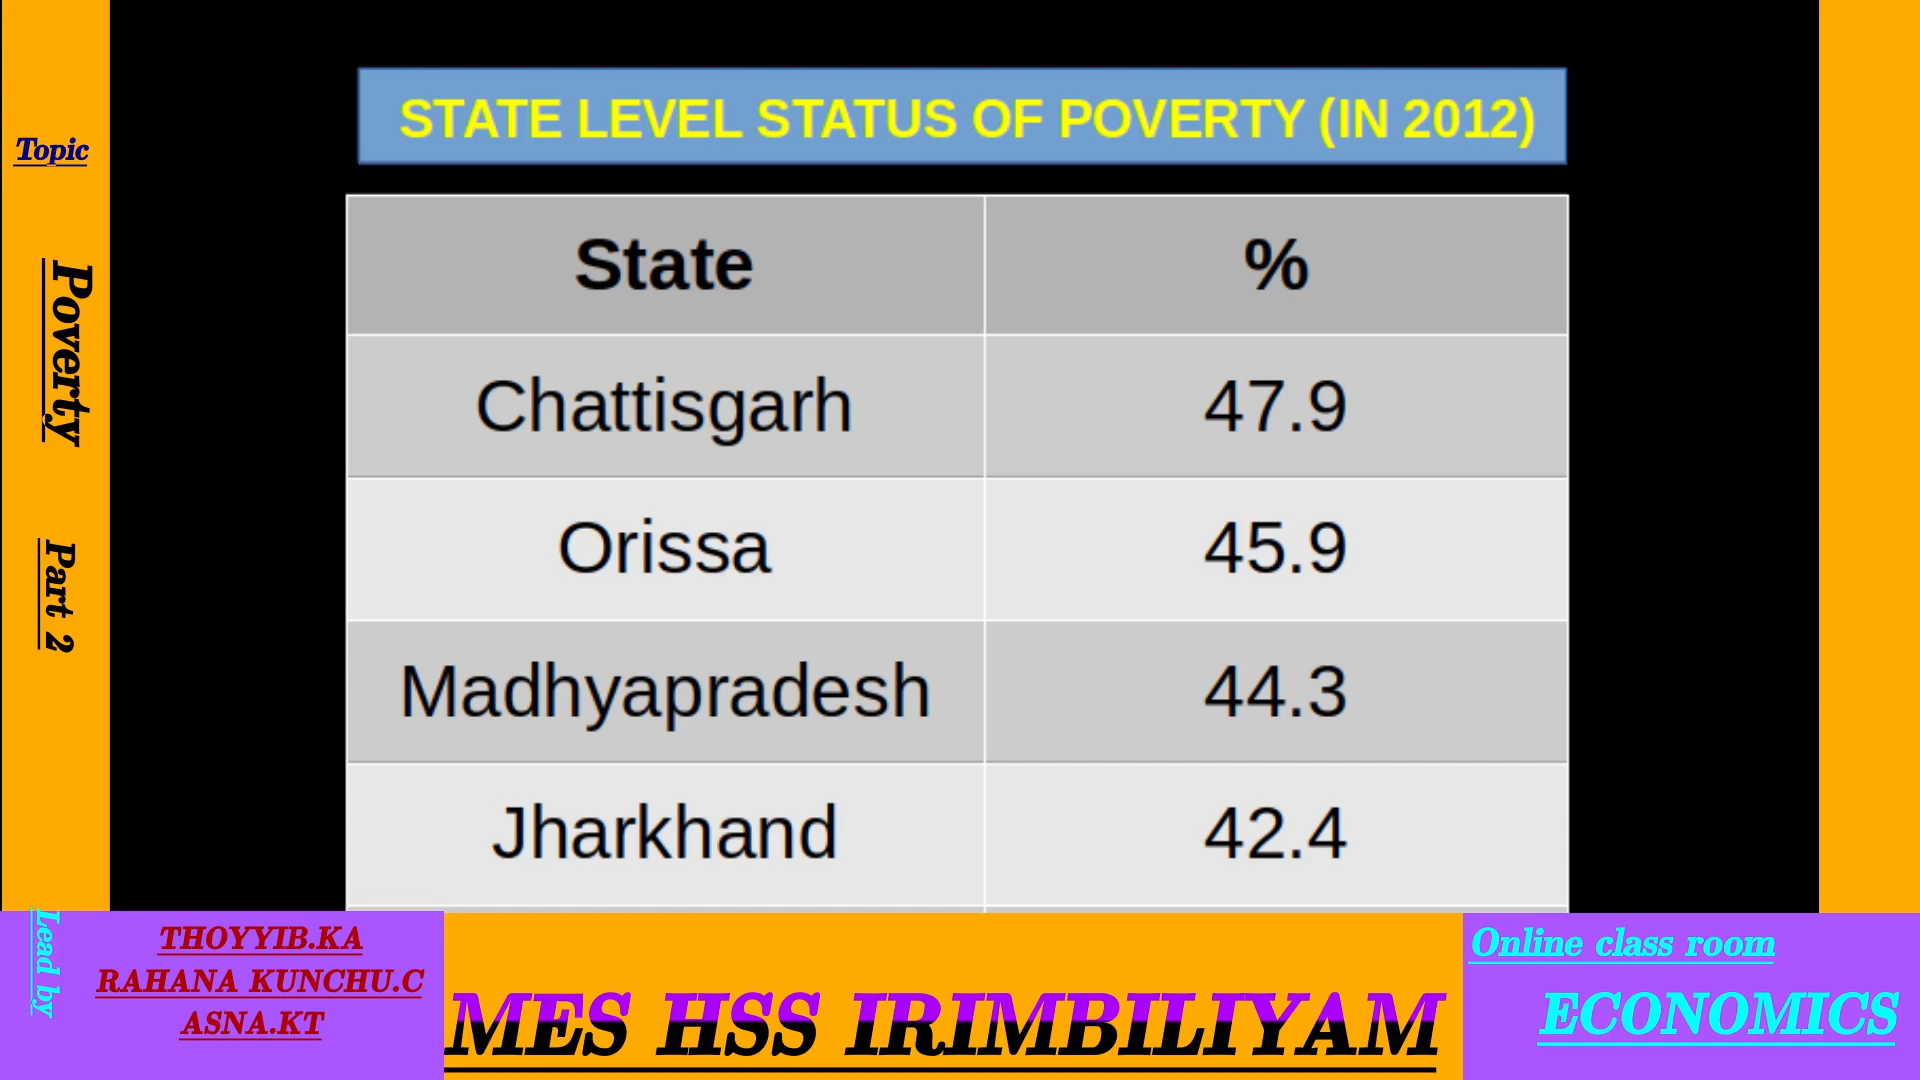 STATE LEVEL STATUS OF POVERTY (IN 2012)
Topic
Poverty
Part 2
State %
Chattisgarh 47.9
Orissa 45.9
Madhyapradesh 44.3
Jharkhand 42.4
Lead by
THOYYIB.KA
RAHANA KUNCHU.C
ASNA.KT
MES HSS IRIMBILIYAM
Online class room
ECONOMICS